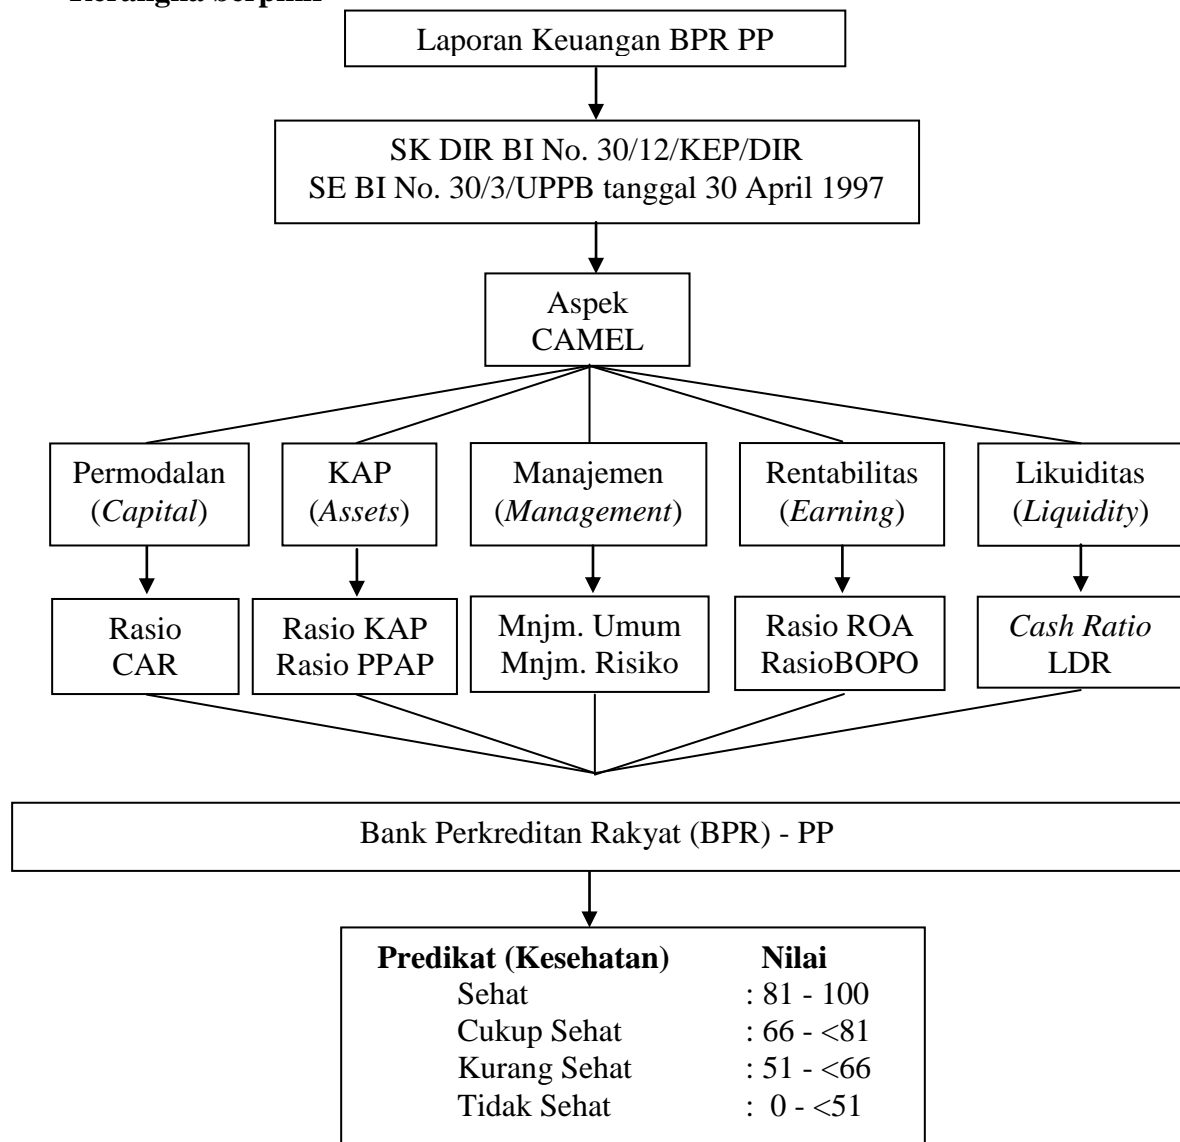 Kerangka berpikir
Laporan Keuangan BPR PP
SK DIR BI No. 30/12/KEP/DIR
SE BI No. 30/3/UPPB tanggal 30 April 1997
Aspek
CAMEL
Permodalan
(Capital)
KAP
(Assets)
Manajemen
(Management)
Rentabilitas
(Earning)
Likuiditas
(Liquidity)
Rasio
CAR
Rasio KAP
Rasio PPAP
Mnjm. Umum
Mnjm. Risiko
Rasio ROA
RasioBOPO
Cash Ratio
LDR
Bank Perkreditan Rakyat (BPR) - PP
Predikat (Kesehatan) Nilai
Sehat : 81 - 100
Cukup Sehat : 66 - <81
Kurang Sehat : 51 - <66
Tidak Sehat : 0 - <51